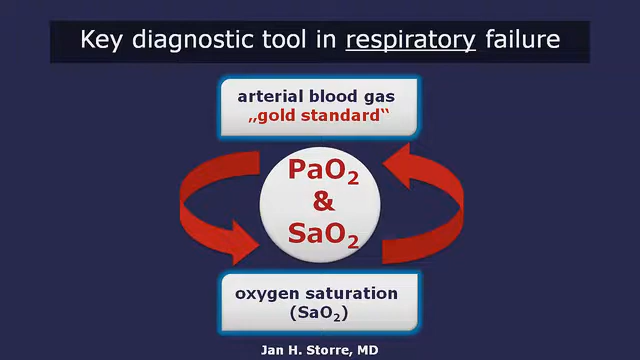 Key diagnostic tool in respiratory failure
arterial blood gas
„gold standard“
PaO₂
&
SaO₂
oxygen saturation
(SaO₂)
Jan H. Storre, MD